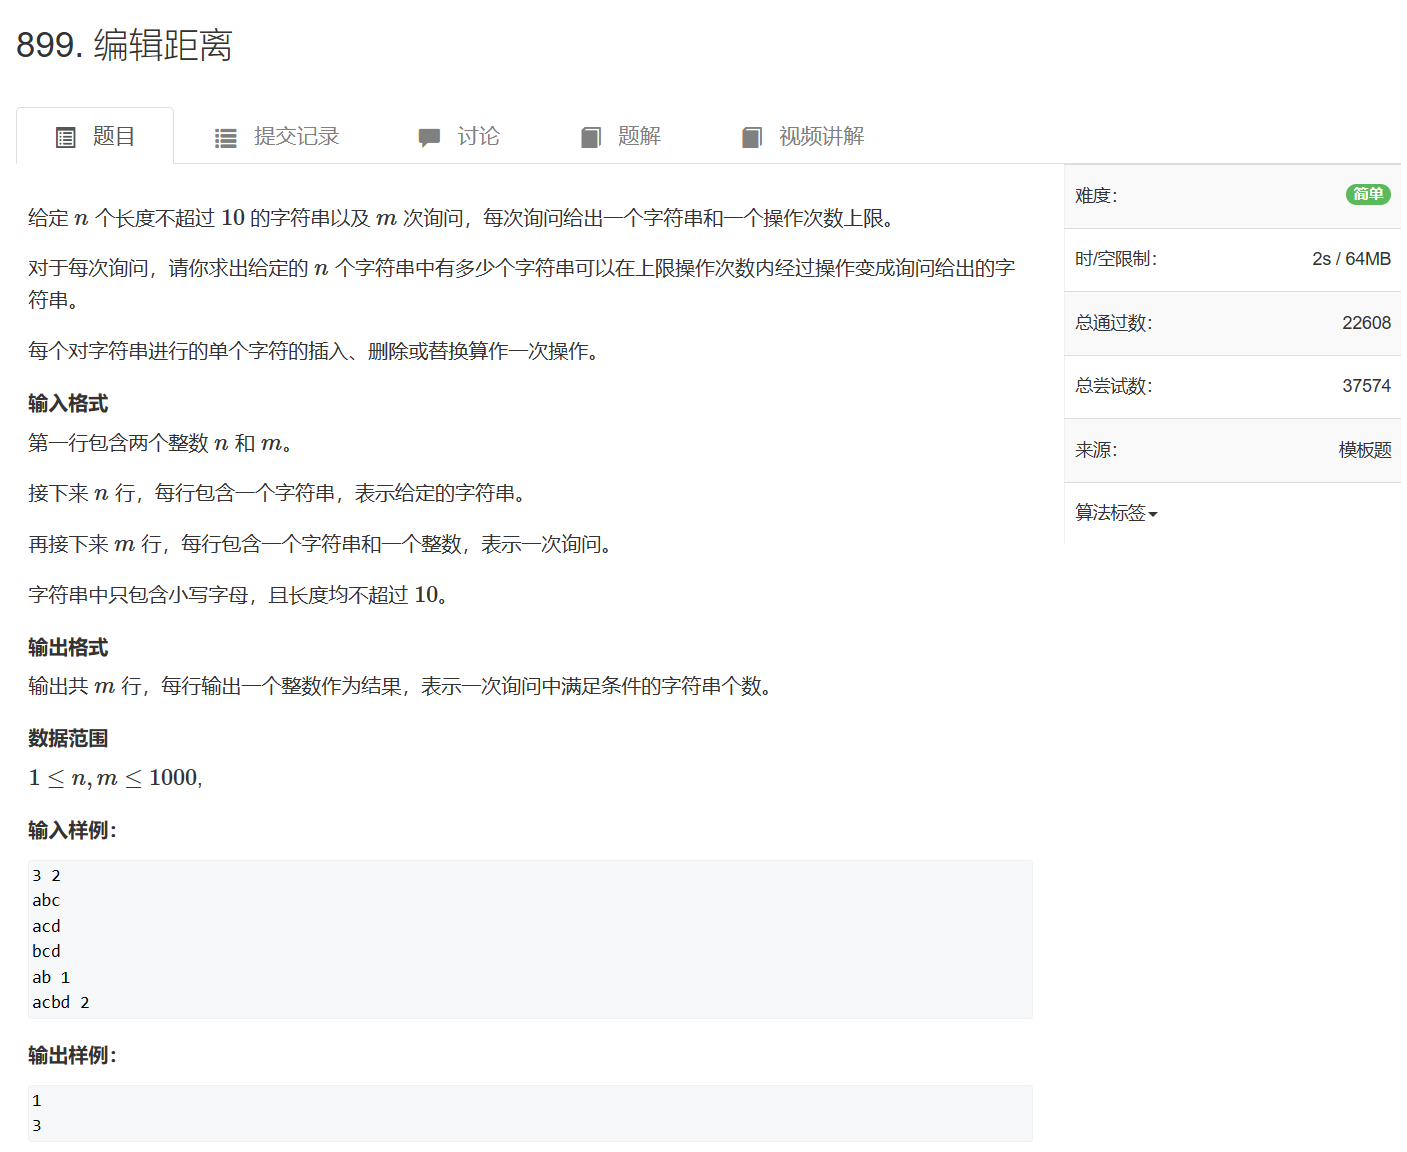 899. 编辑距离
题目 提交记录 讨论 题解 视频讲解
给定 n 个长度不超过 10 的字符串以及 m 次询问，每次询问给出一个字符串和一个操作次数上限。
对于每次询问，请你求出给定的 n 个字符串中有多少个字符串可以在上限操作次数内经过操作变成询问给出的字
符串。
每个对字符串进行的单个字符的插入、删除或替换算作一次操作。
输入格式
第一行包含两个整数 n 和 m。
接下来 n 行，每行包含一个字符串，表示给定的字符串。
再接下来 m 行，每行包含一个字符串和一个整数，表示一次询问。
字符串中只包含小写字母，且长度均不超过 10。
输出格式
输出共 m 行，每行输出一个整数作为结果，表示一次询问中满足条件的字符串个数。
数据范围
1 ≤ n, m ≤ 1000,
输入样例：
3 2
abc
acd
bcd
ab 1
acbd 2
输出样例：
1
3
难度： 简单
时/空限制： 2s / 64MB
总通过数： 22608
总尝试数： 37574
来源： 模板题
算法标签